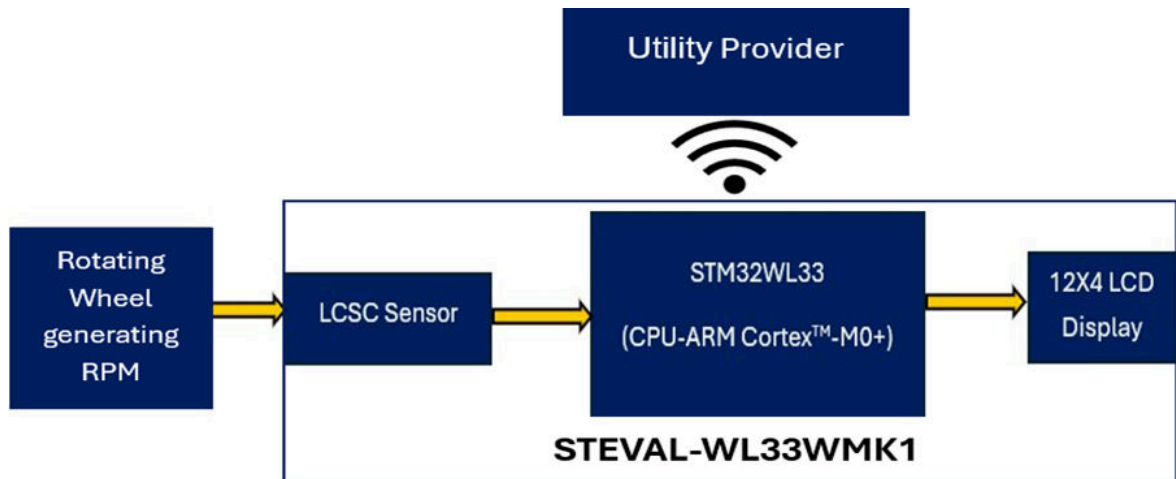 Utility Provider
Rotating
Wheel
generating
RPM
LCSC Sensor
STM32WL33
(CPU-ARM Cortex™-M0+)
12X4 LCD
Display
STEVAL-WL33WMK1